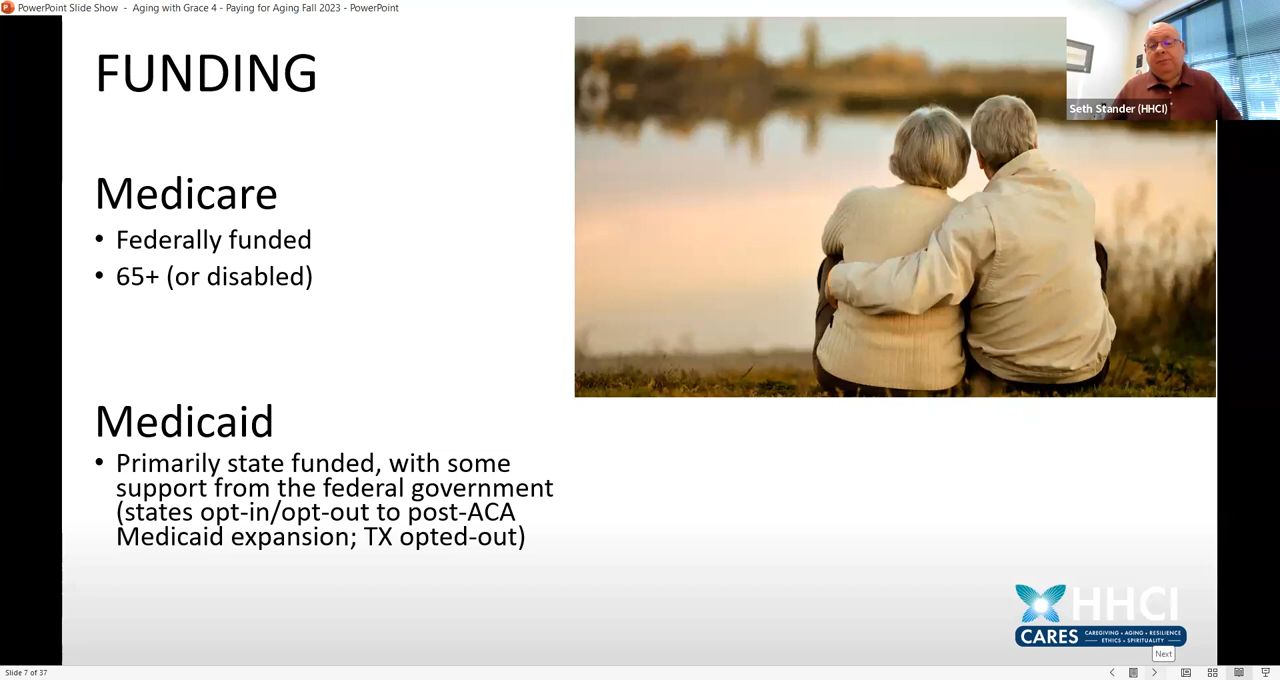 PowerPoint Slide Show - Aging with Grace 4 - Paying for Aging Fall 2023 - PowerPoint
Seth Stander (HHCI)
FUNDING
Medicare
• Federally funded
• 65+ (or disabled)
Medicaid
• Primarily state funded, with some
support from the federal government
(states opt-in/opt-out to post-ACA
Medicaid expansion; TX opted-out)
HHCI
CARES
CAREGIVING • AGING • RESILIENCE
ETHICS • SPIRITUALITY
Next
Slide 7 of 37